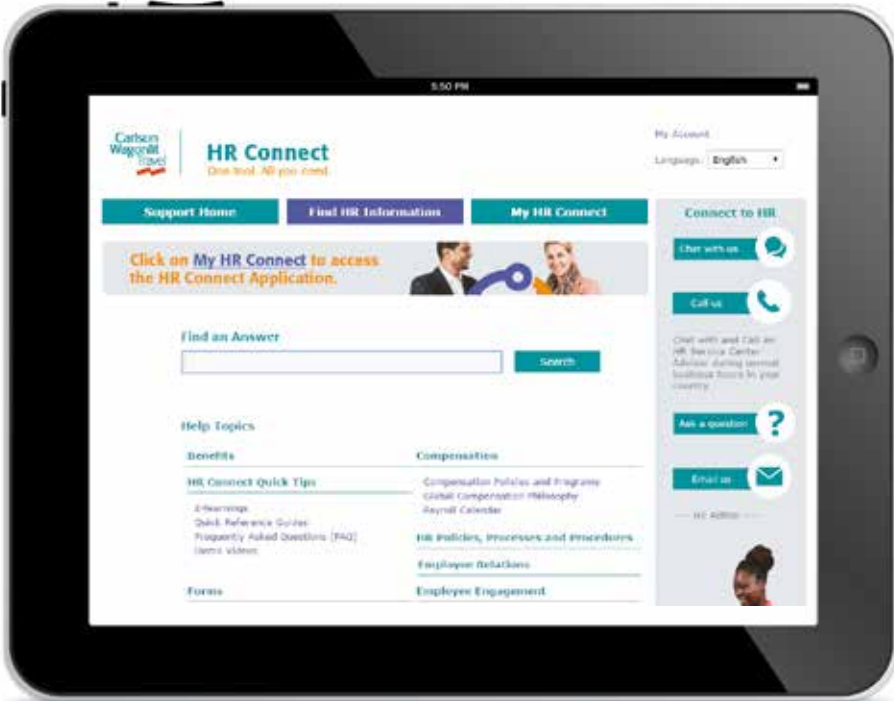 5:50 PM
Carlson
Wagonlit
Travel
HR Connect
One tool. All you need.
My Account
Language: English
Support Home
Find HR Information
My HR Connect
Connect to HR
Click on My HR Connect to access
the HR Connect Application.
Chat with us
Call us
Chat with and Call an
HR Service Center
Advisor during normal
business hours in your
country
Find an Answer
Search
Ask a question
Email us
Help Topics
Benefits
HR Connect Quick Tips
E-learnings
Quick Reference Guides
Frequently Asked Questions (FAQ)
Demo Videos
Forms
Compensation
Compensation Policies and Programs
Global Compensation Philosophy
Payroll Calendar
HR Policies, Processes and Procedures
Employee Relations
Employee Engagement